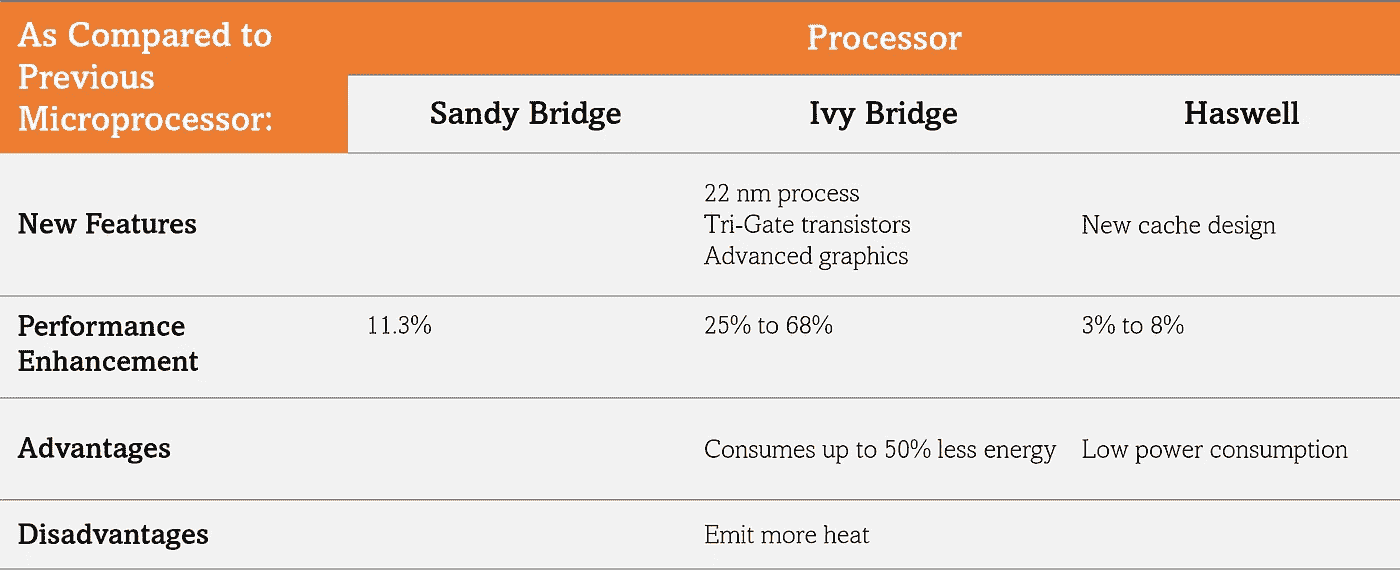 As Compared to
Previous
Microprocessor:
Processor
Sandy Bridge Ivy Bridge Haswell
New Features
22 nm process
Tri-Gate transistors
Advanced graphics
New cache design
Performance
Enhancement
11.3% 25% to 68% 3% to 8%
Advantages Consumes up to 50% less energy Low power consumption
Disadvantages Emit more heat